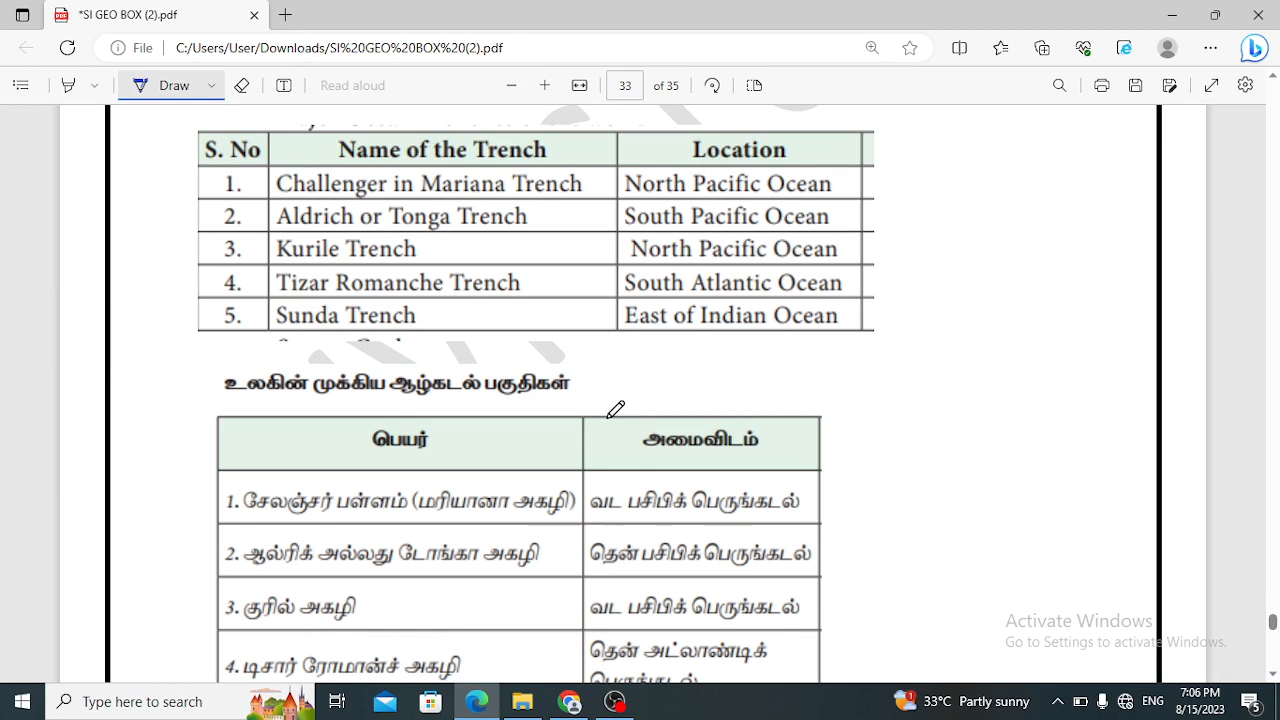 *SI GEO BOX (2).pdf
File C:/Users/User/Downloads/SI%20GEO%20BOX%20(2).pdf
Draw Read aloud 33 of 35
S. No Name of the Trench Location
1. Challenger in Mariana Trench North Pacific Ocean
2. Aldrich or Tonga Trench South Pacific Ocean
3. Kurile Trench North Pacific Ocean
4. Tizar Romanche Trench South Atlantic Ocean
5. Sunda Trench East of Indian Ocean
உலகின் முக்கிய ஆழ்கடல் பகுதிகள்
பெயர் அமைவிடம்
1. சேலஞ்சர் பள்ளம் (மரியானா அகழி) வட பசிபிக் பெருங்கடல்
2. ஆல்ரிக் அல்லது டோங்கா அகழி தென் பசிபிக் பெருங்கடல்
3. குரில் அகழி வட பசிபிக் பெருங்கடல்
4. டிசார் ரோமான்ச் அகழி தென் அட்லாண்டிக்
Activate Windows
Go to Settings to activate Windows.
Type here to search 33°C Partly sunny ENG 7:06 PM
8/15/2023